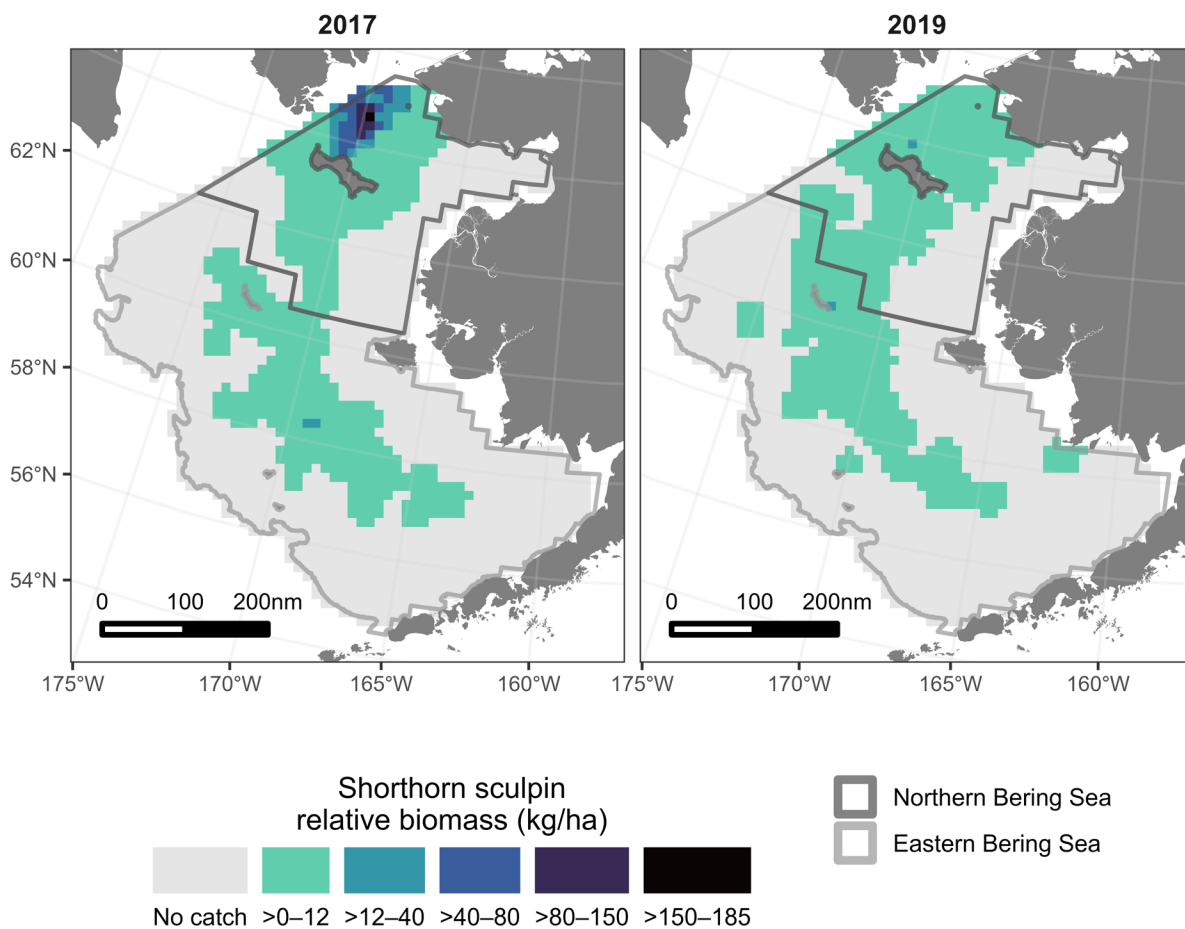 2017
2019
62°N
60°N
58°N
56°N
54°N
0 100 200nm
0 100 200nm
175°W 170°W 165°W 160°W
175°W 170°W 165°W 160°W
Shorthorn sculpin
relative biomass (kg/ha)
No catch >0–12 >12–40 >40–80 >80–150 >150–185
Northern Bering Sea
Eastern Bering Sea